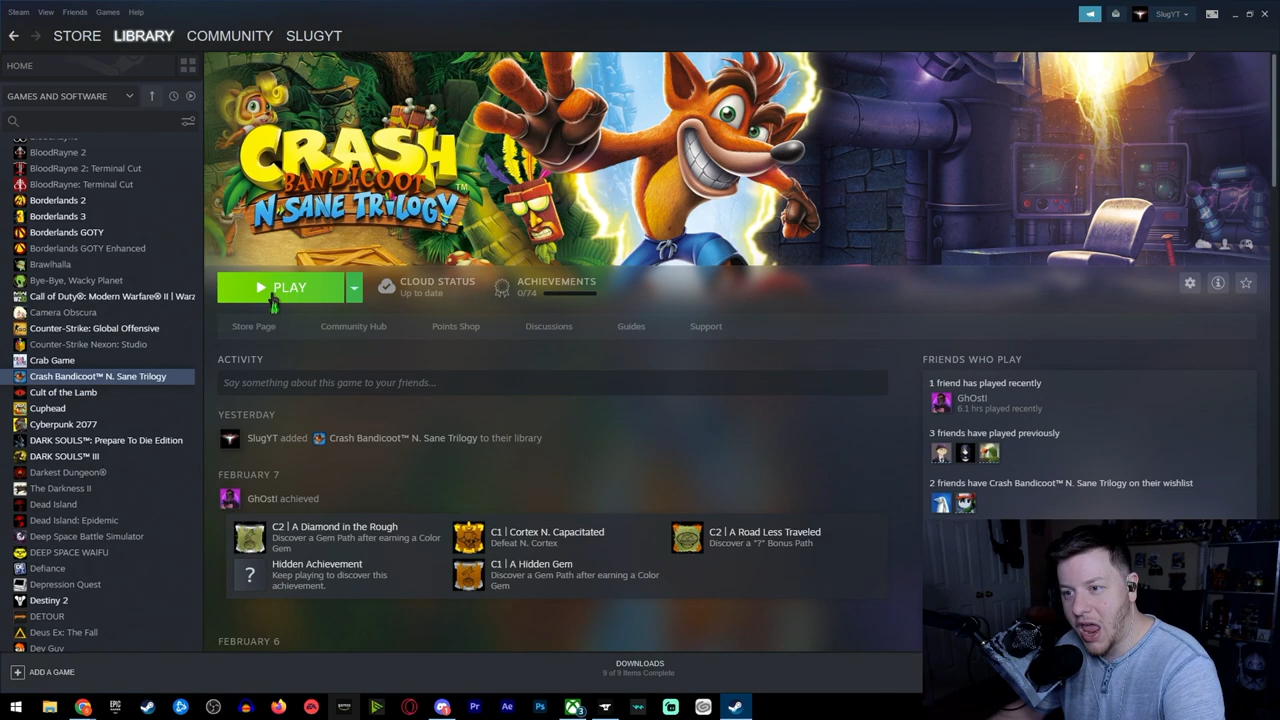 Steam View Friends Games Help
SlugYT
STORE LIBRARY COMMUNITY SLUGYT
HOME
GAMES AND SOFTWARE
BloodRayne
BloodRayne 2
BloodRayne 2: Terminal Cut
BloodRayne: Terminal Cut
Borderlands 2
Borderlands 3
Borderlands GOTY
Borderlands GOTY Enhanced
Brawlhalla
Bye-Bye, Wacky Planet
Call of Duty®: Modern Warfare® II | Warz
Camera Obscura
Counter-Strike: Global Offensive
Counter-Strike Nexon: Studio
Crab Game
Crash Bandicoot™ N. Sane Trilogy
Cult of the Lamb
Cuphead
Cyberpunk 2077
DARK SOULS™: Prepare To Die Edition
DARK SOULS™ III
Darkest Dungeon®
The Darkness II
Dead Island
Dead Island: Epidemic
Deep Space Battle Simulator
DEEP SPACE WAIFU
Defiance
Depression Quest
Destiny 2
DETOUR
Deus Ex: The Fall
Dev Guy
ADD A GAME
CRASH
BANDICOOT™
N. SANE TRILOGY
PLAY
CLOUD STATUS
Up to date
ACHIEVEMENTS
0/74
Store Page Community Hub Points Shop Discussions Guides Support
ACTIVITY
Say something about this game to your friends...
YESTERDAY
SlugYT added Crash Bandicoot™ N. Sane Trilogy to their library
FEBRUARY 7
GhOstI achieved
C2 | A Diamond in the Rough
Discover a Gem Path after earning a Color
Gem
C1 | Cortex N. Capacitated
Defeat N. Cortex
C2 | A Road Less Traveled
Discover a "?" Bonus Path
?
Hidden Achievement
Keep playing to discover this
achievement.
C1 | A Hidden Gem
Discover a Gem Path after earning a Color
Gem
FEBRUARY 6
FRIENDS WHO PLAY
1 friend has played recently
GhOstI
6.1 hrs played recently
3 friends have played previously
2 friends have Crash Bandicoot™ N. Sane Trilogy on their wishlist
DOWNLOADS
9 of 9 Items Complete
EPIC
GAMES
EA
Pr
Ae
Ps
3